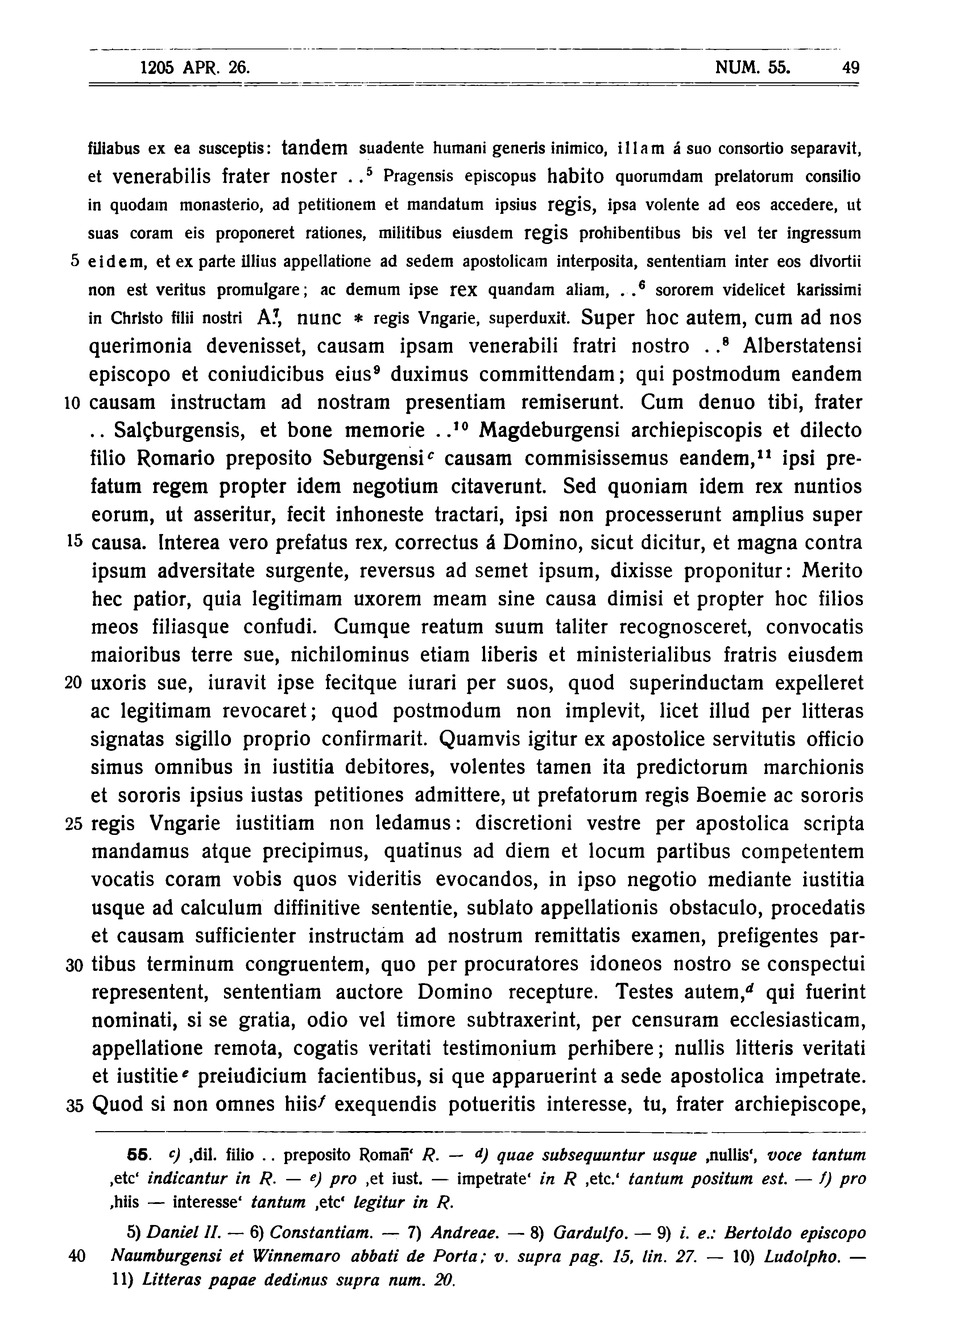 1205 APR. 26. NUM. 55. 49
filiabus ex ea susceptis: tandem suadente humani generis inimico, illam á suo consortio separavit,
et venerabilis frater noster . .⁵ Pragensis episcopus habito quorumdam prelatorum consilio
in quodam monasterio, ad petitionem et mandatum ipsius regis, ipsa volente ad eos accedere, ut
suas coram eis proponeret rationes, militibus eiusdem regis prohibentibus bis vel ter ingressum
5 eidem, et ex parte illius appellatione ad sedem apostolicam interposita, sententiam inter eos divortii
non est veritus promulgare; ac demum ipse rex quandam aliam, . .⁶ sororem videlicet karissimi
in Christo filii nostri A.⁷, nunc * regis Vngarie, superduxit. Super hoc autem, cum ad nos
querimonia devenisset, causam ipsam venerabili fratri nostro . .⁸ Alberstatensi
episcopo et coniudicibus eius⁹ duximus committendam; qui postmodum eandem
10 causam instructam ad nostram presentiam remiserunt. Cum denuo tibi, frater
. . Salçburgensis, et bone memorie . .¹⁰ Magdeburgensi archiepiscopis et dilecto
filio Romario preposito Seburgensi ᶜ causam commisissemus eandem,¹¹ ipsi pre-
fatum regem propter idem negotium citaverunt. Sed quoniam idem rex nuntios
eorum, ut asseritur, fecit inhoneste tractari, ipsi non processerunt amplius super
15 causa. Interea vero prefatus rex, correctus á Domino, sicut dicitur, et magna contra
ipsum adversitate surgente, reversus ad semet ipsum, dixisse proponitur: Merito
hec patior, quia legitimam uxorem meam sine causa dimisi et propter hoc filios
meos filiasque confudi. Cumque reatum suum taliter recognosceret, convocatis
maioribus terre sue, nichilominus etiam liberis et ministerialibus fratris eiusdem
20 uxoris sue, iuravit ipse fecitque iurari per suos, quod superinductam expelleret
ac legitimam revocaret; quod postmodum non implevit, licet illud per litteras
signatas sigillo proprio confirmarit. Quamvis igitur ex apostolice servitutis officio
simus omnibus in iustitia debitores, volentes tamen ita predictorum marchionis
et sororis ipsius iustas petitiones admittere, ut prefatorum regis Boemie ac sororis
25 regis Vngarie iustitiam non ledamus: discretioni vestre per apostolica scripta
mandamus atque precipimus, quatinus ad diem et locum partibus competentem
vocatis coram vobis quos videritis evocandos, in ipso negotio mediante iustitia
usque ad calculum diffinitive sententie, sublato appellationis obstaculo, procedatis
et causam sufficienter instructam ad nostrum remittatis examen, prefigentes par-
30 tibus terminum congruentem, quo per procuratores idoneos nostro se conspectui
representent, sententiam auctore Domino recepture. Testes autem,ᵈ qui fuerint
nominati, si se gratia, odio vel timore subtraxerint, per censuram ecclesiasticam,
appellatione remota, cogatis veritati testimonium perhibere; nullis litteris veritati
et iustitie ᵉ preiudicium facientibus, si que apparuerint a sede apostolica impetrate.
35 Quod si non omnes hiisᶠ exequendis potueritis interesse, tu, frater archiepiscope,
55. c) ‚dil. filio . . preposito Romañ‘ R. — d) quae subsequuntur usque ‚nullis‘, voce tantum
‚etc‘ indicantur in R. — e) pro ‚et iust. — impetrate‘ in R ‚etc.‘ tantum positum est. — f) pro
‚hiis — interesse‘ tantum ‚etc‘ legitur in R.
5) Daniel II. — 6) Constantiam. — 7) Andreae. — 8) Gardulfo. — 9) i. e.: Bertoldo episcopo
40 Naumburgensi et Winnemaro abbati de Porta; v. supra pag. 15, lin. 27. — 10) Ludolpho. —
11) Litteras papae dedimus supra num. 20.